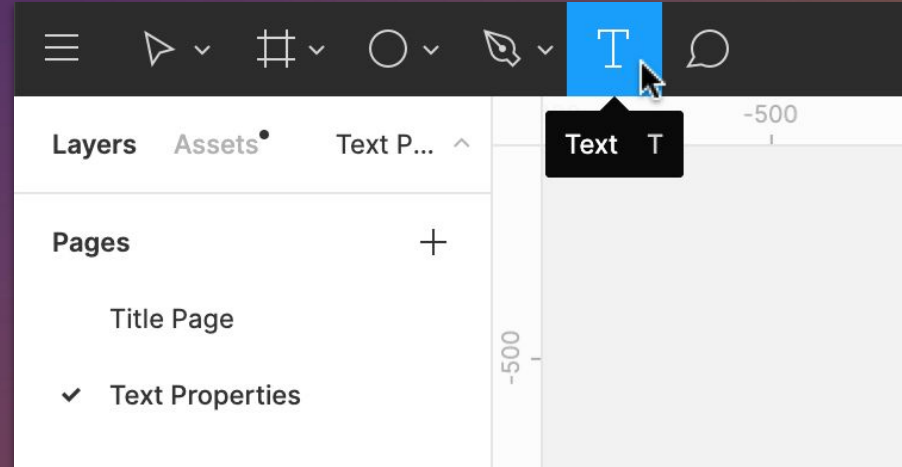 -500
Text T
Layers Assets Text P...
Pages
Title Page
-500
Text Properties